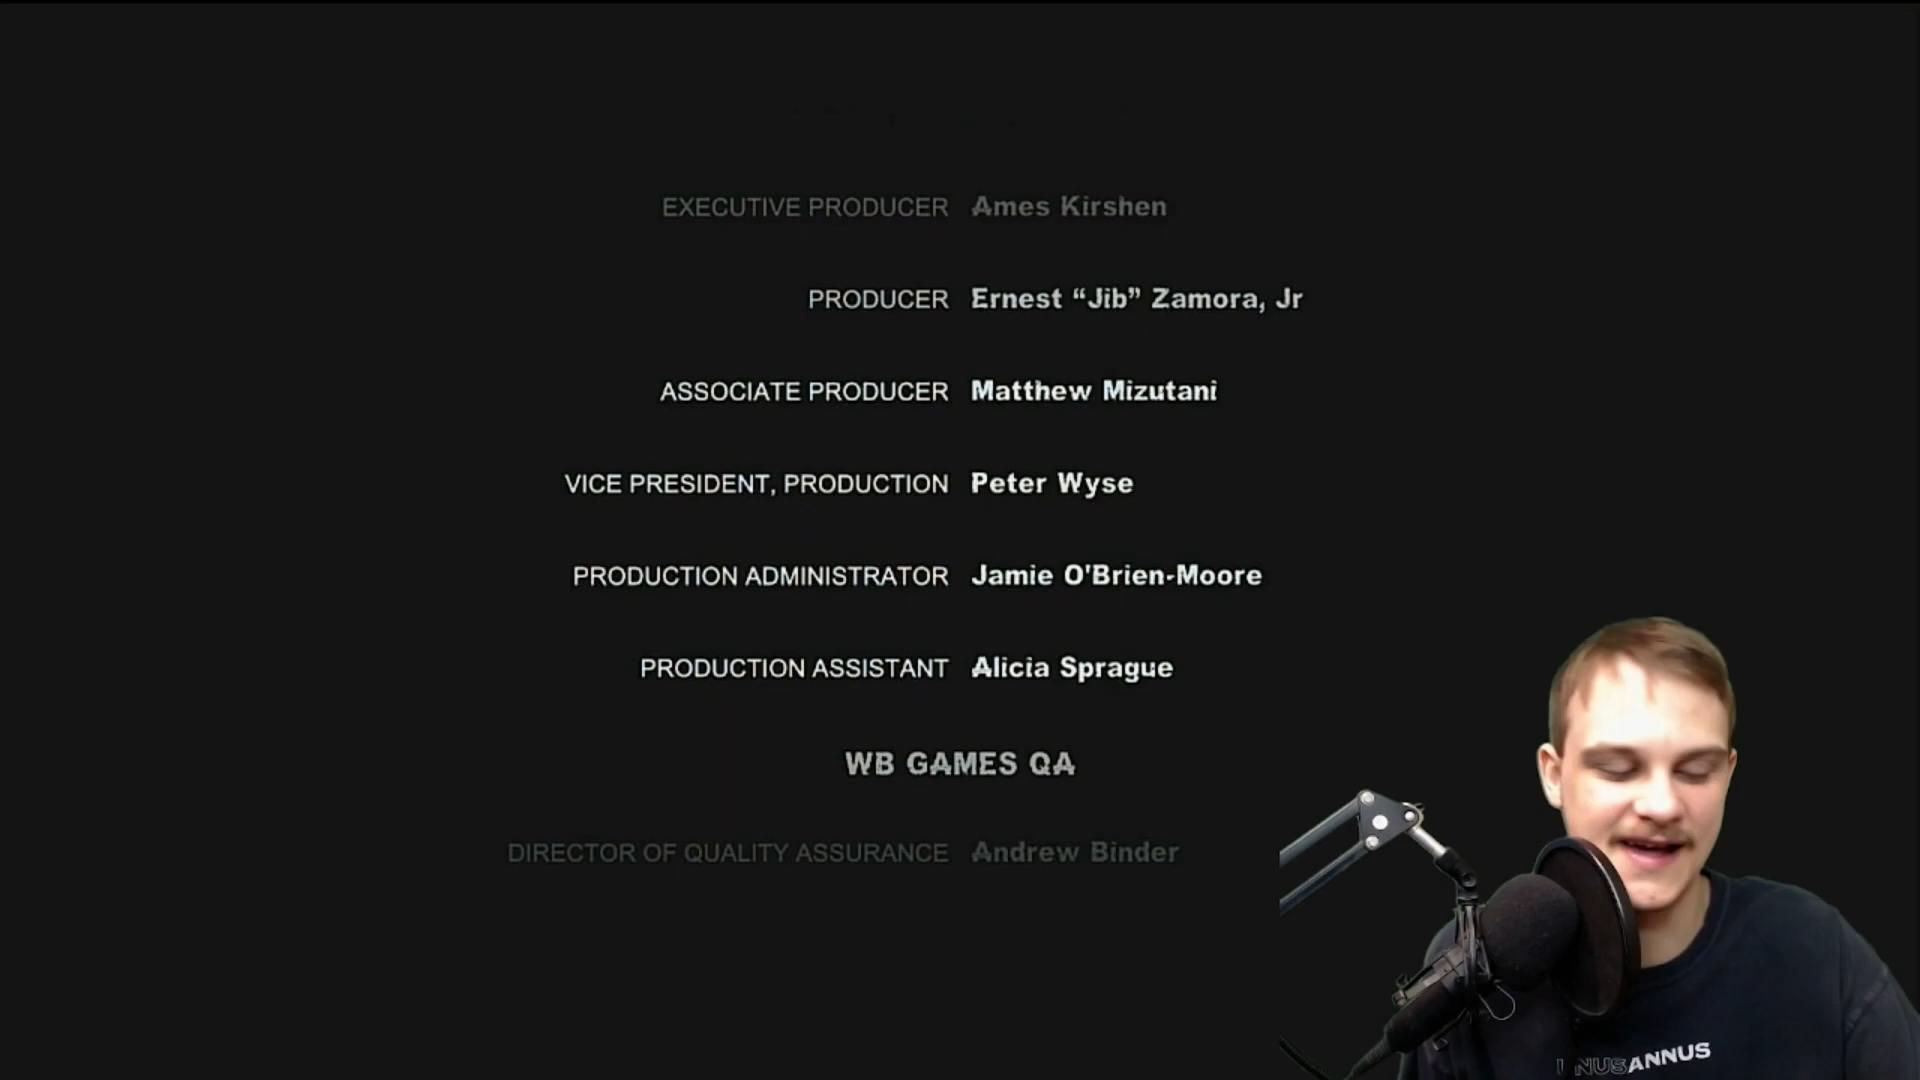 EXECUTIVE PRODUCER Ames Kirshen
PRODUCER Ernest “Jib” Zamora, Jr
ASSOCIATE PRODUCER Matthew Mizutani
VICE PRESIDENT, PRODUCTION Peter Wyse
PRODUCTION ADMINISTRATOR Jamie O'Brien-Moore
PRODUCTION ASSISTANT Alicia Sprague
WB GAMES QA
DIRECTOR OF QUALITY ASSURANCE Andrew Binder
UNUSANNUS